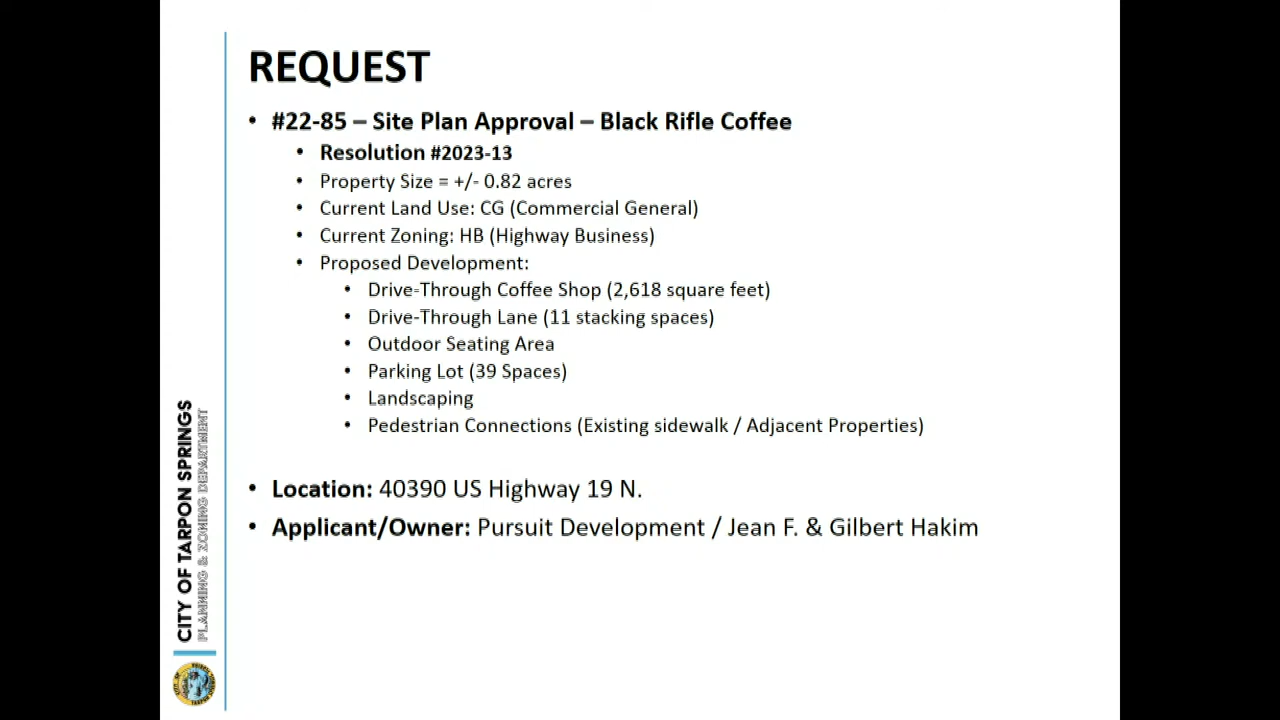 REQUEST
• #22-85 – Site Plan Approval – Black Rifle Coffee
• Resolution #2023-13
• Property Size = +/- 0.82 acres
• Current Land Use: CG (Commercial General)
• Current Zoning: HB (Highway Business)
• Proposed Development:
• Drive-Through Coffee Shop (2,618 square feet)
• Drive-Through Lane (11 stacking spaces)
• Outdoor Seating Area
• Parking Lot (39 Spaces)
• Landscaping
• Pedestrian Connections (Existing sidewalk / Adjacent Properties)
• Location: 40390 US Highway 19 N.
• Applicant/Owner: Pursuit Development / Jean F. & Gilbert Hakim
CITY OF TARPON SPRINGS
PLANNING & ZONING DEPARTMENT